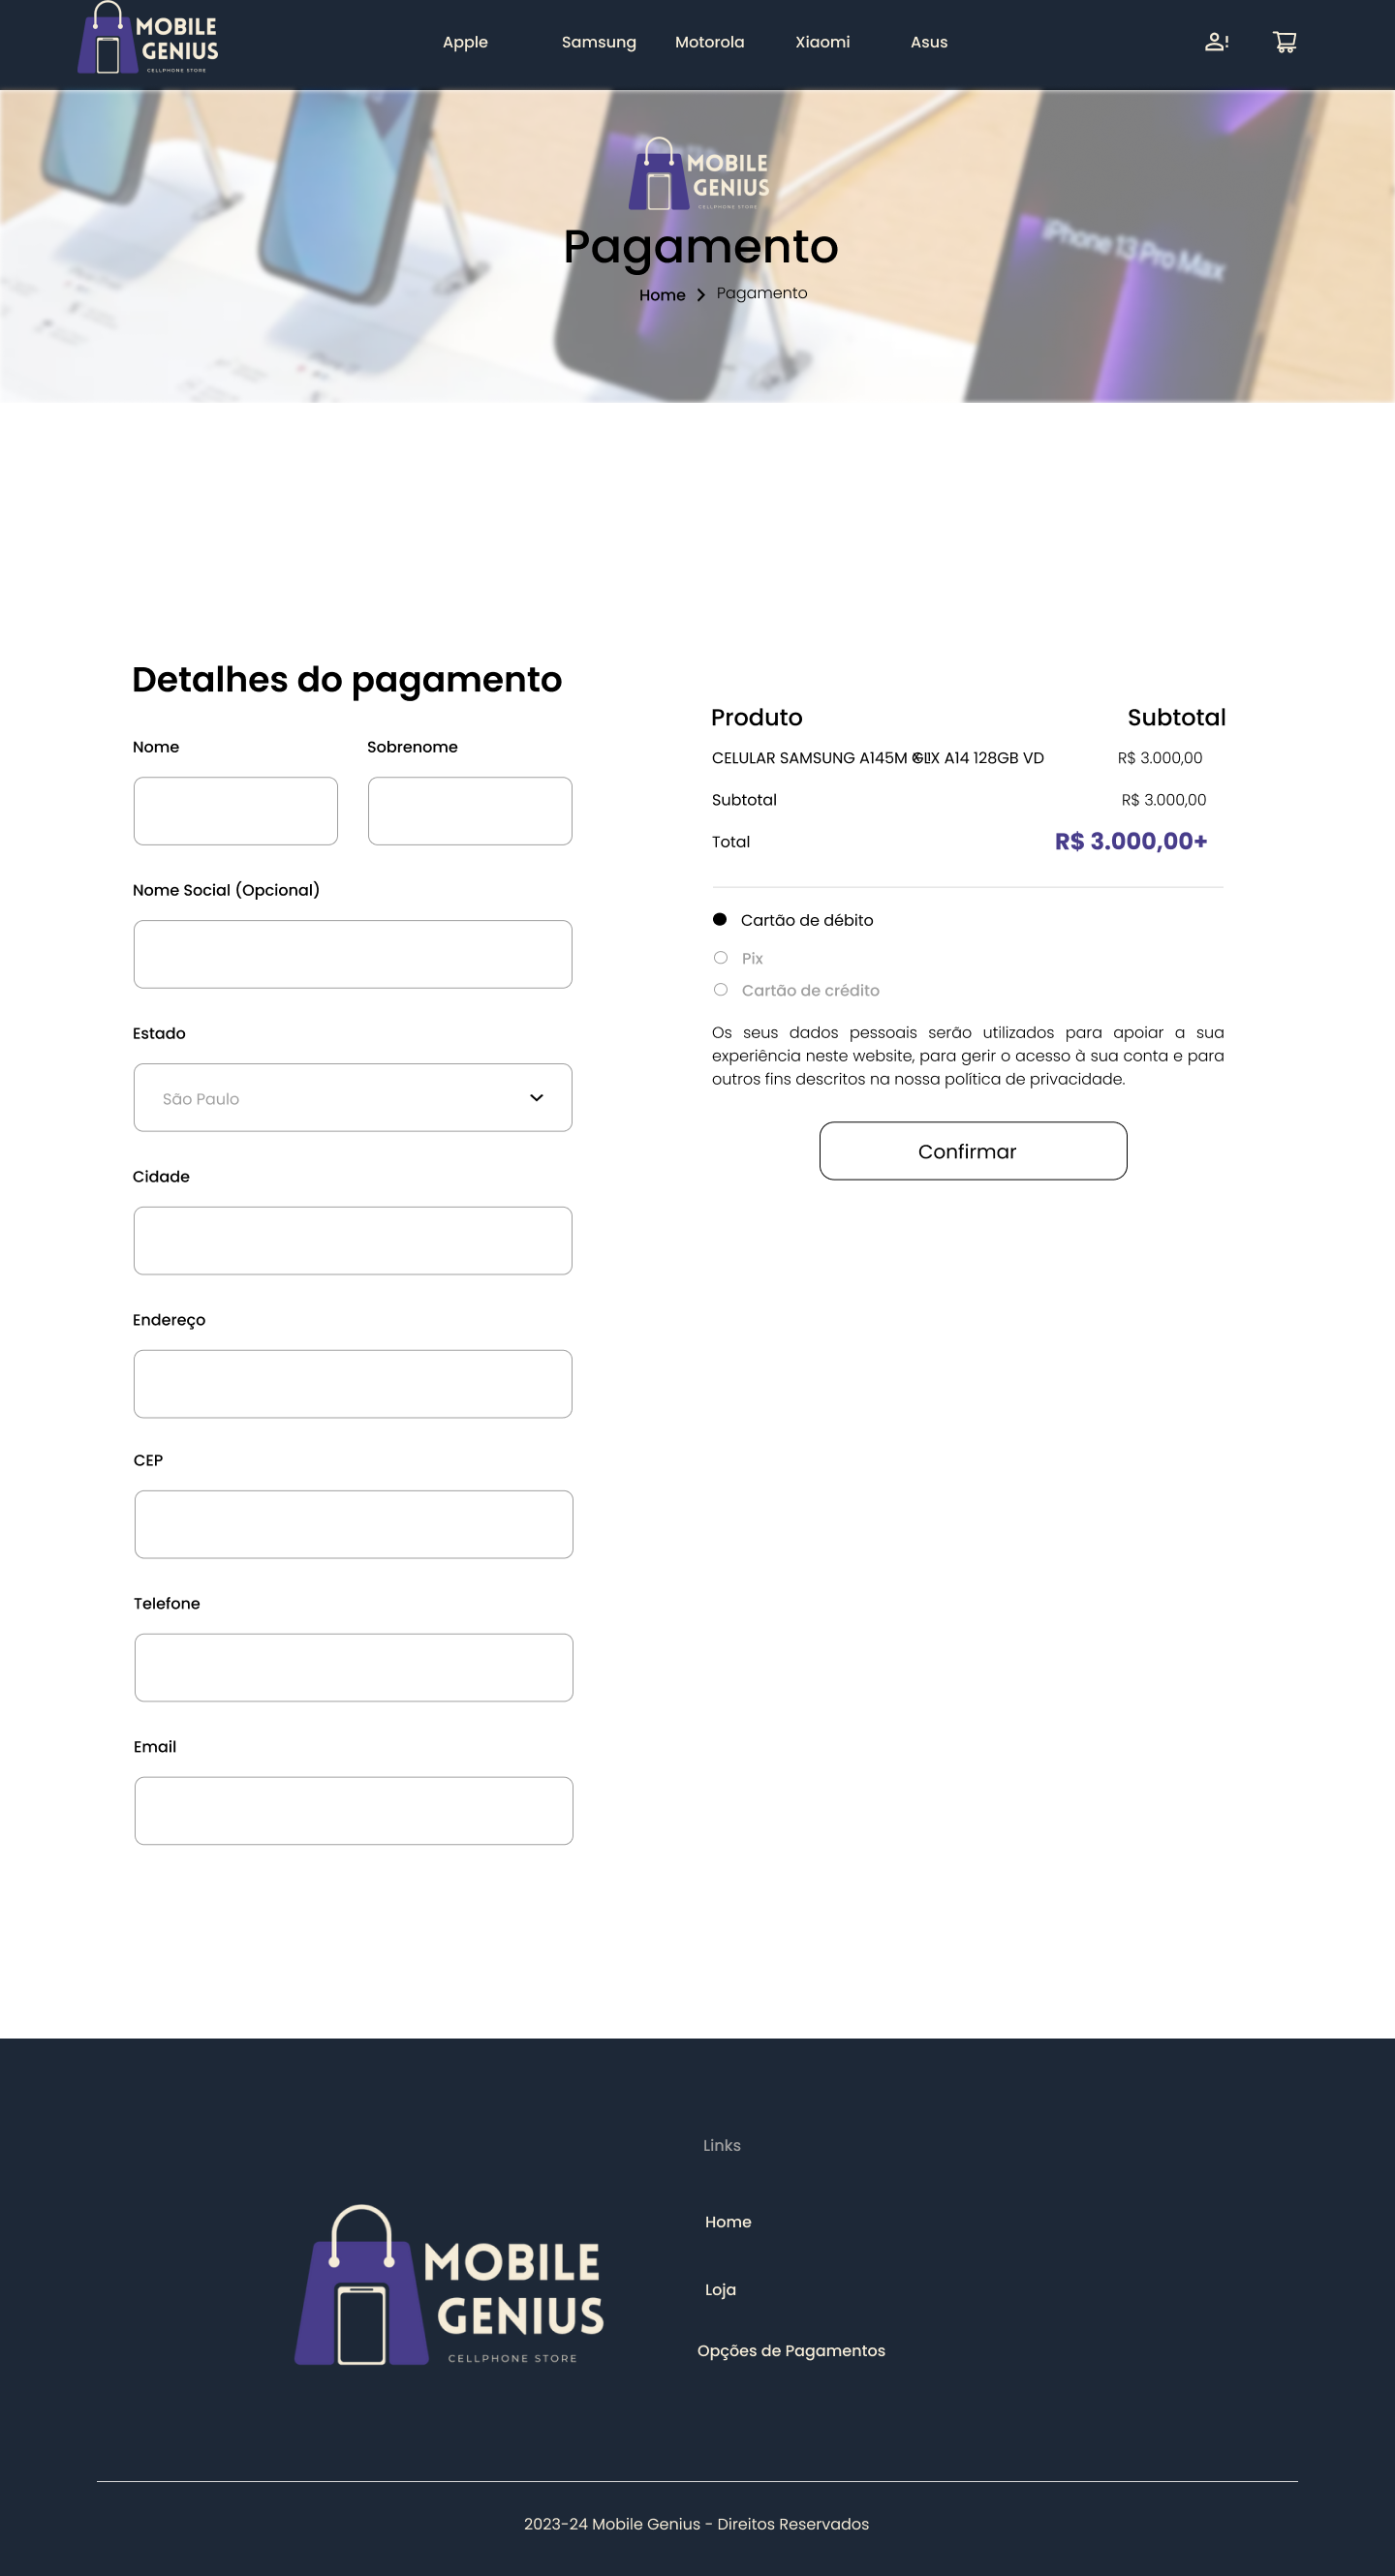 MOBILE
GENIUS
CELLPHONE STORE
Apple Samsung Motorola Xiaomi Asus
MOBILE
GENIUS
CELLPHONE STORE
iPhone 13 Pro Max
Pagamento
Home > Pagamento
Detalhes do pagamento
Nome Sobrenome
Nome Social (Opcional)
Estado
São Paulo
Cidade
Endereço
CEP
Telefone
Email
Produto Subtotal
CELULAR SAMSUNG A145M GLX A14 128GB VD R$ 3.000,00
Subtotal R$ 3.000,00
Total R$ 3.000,00+
Cartão de débito
Pix
Cartão de crédito
Os seus dados pessoais serão utilizados para apoiar a sua
experiência neste website, para gerir o acesso à sua conta e para
outros fins descritos na nossa política de privacidade.
Confirmar
MOBILE
GENIUS
CELLPHONE STORE
Links
Home
Loja
Opções de Pagamentos
2023-24 Mobile Genius - Direitos Reservados